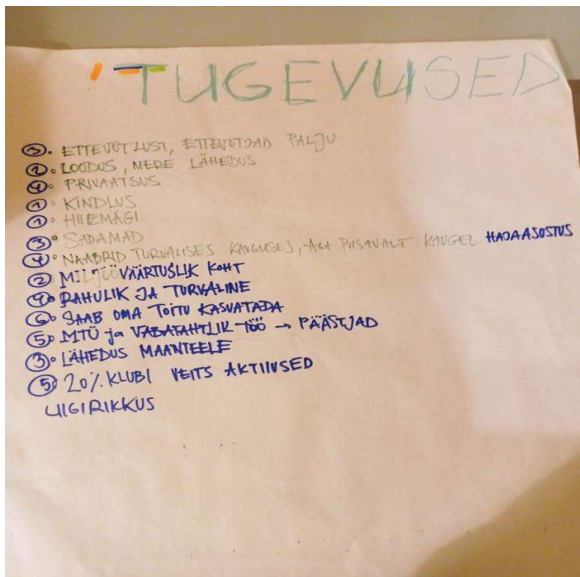 TUGEVUSED
③. ETTEVÕTLUST, ETTEVÕTJAD PALJU
②. LOODUS, MERE LÄHEDUS
④. PRIVAATSUS
①. KINDLUS
①. HIIEMÄGI
③. SADAMAD
④. NAABRID TURVALISES KAUGUSES, AGA PIISAVALT KAUGEL HAJAASUSTUS
② MILJÖÖVÄÄRTUSLIK KOHT
④. RAHULIK JA TURVALINE
⑥. SAAB OMA TOITU KASVATADA
⑤. MTÜ ja VABATAHTLIK TÖÖ → PÄÄSTJAD
③. LÄHEDUS MAANTEELE
⑤. 20% KLUBI VEITS AKTIIVSED
LIIGIRIKKUS